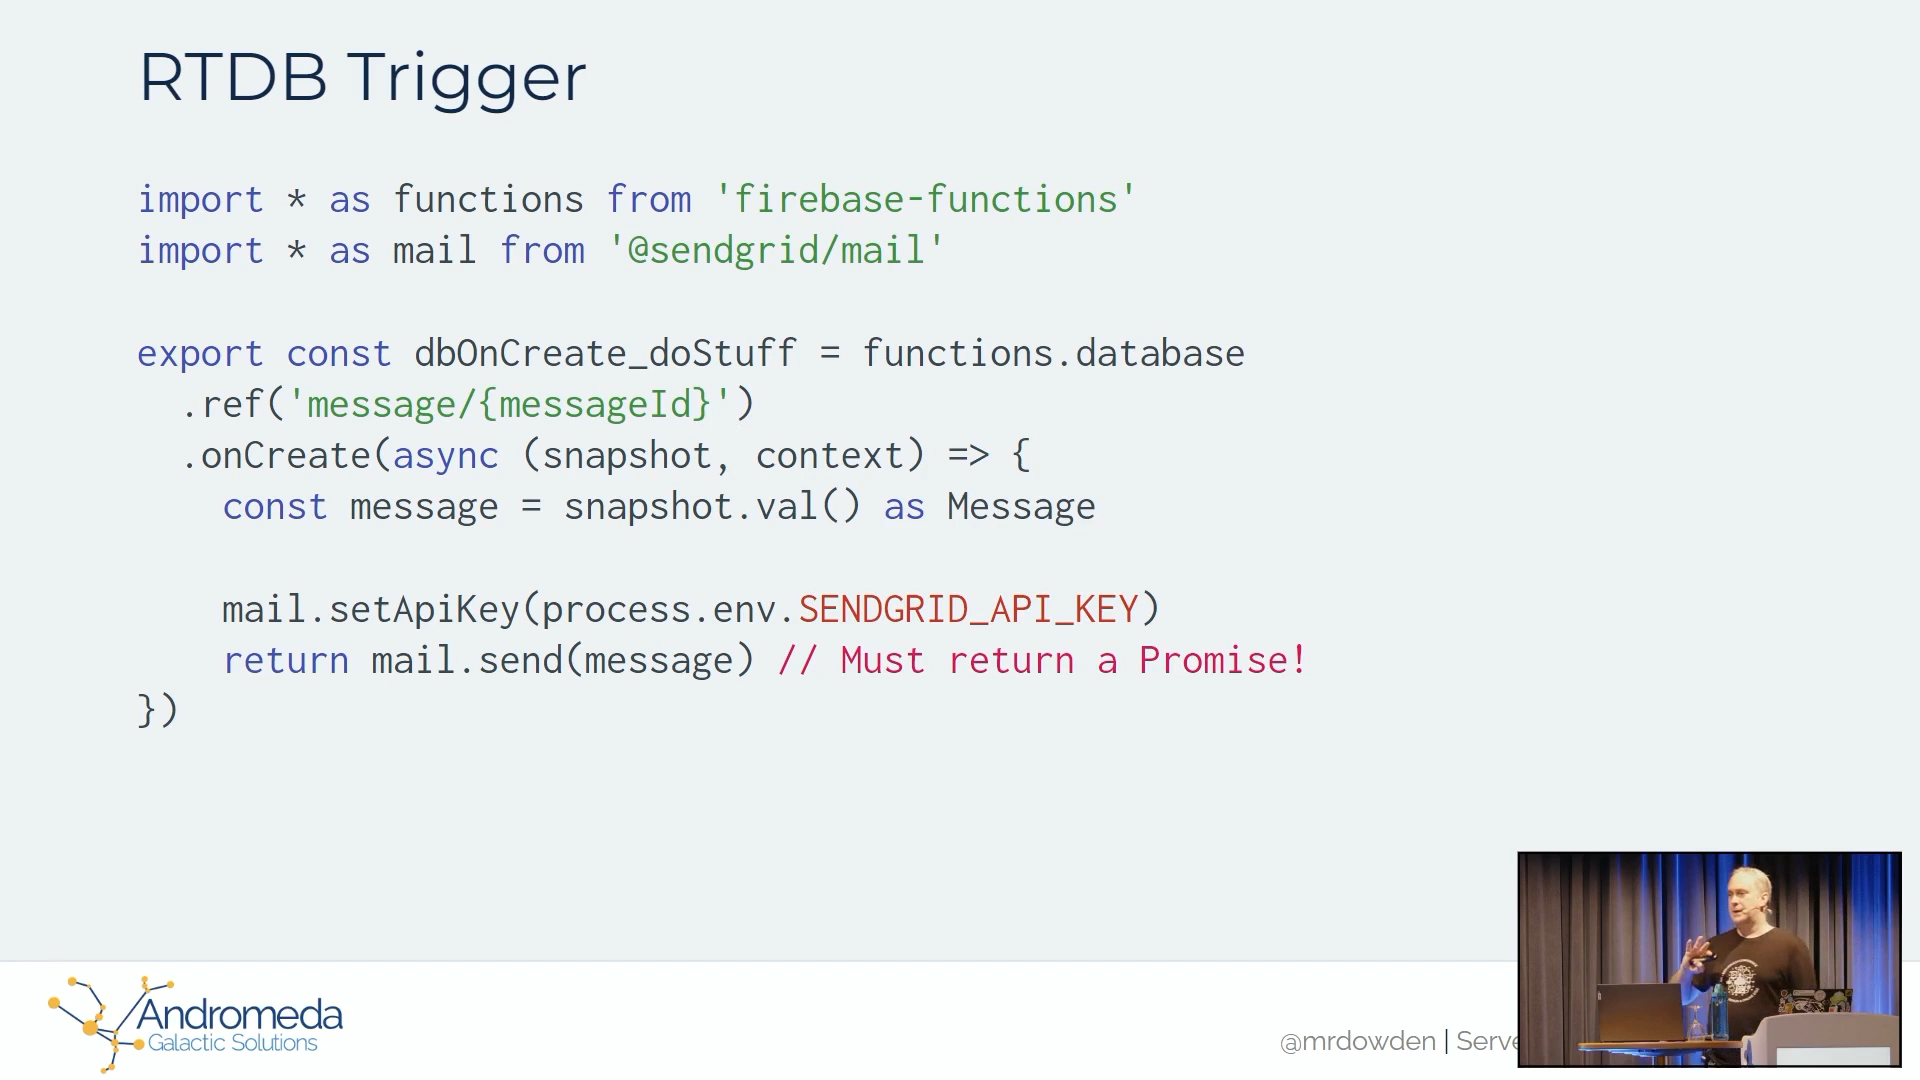 RTDB Trigger
import * as functions from 'firebase-functions'
import * as mail from '@sendgrid/mail'
export const dbOnCreate_doStuff = functions.database
.ref('message/{messageId}')
.onCreate(async (snapshot, context) => {
const message = snapshot.val() as Message
mail.setApiKey(process.env.SENDGRID_API_KEY)
return mail.send(message) // Must return a Promise!
})
Andromeda
Galactic Solutions
@mrdowden |